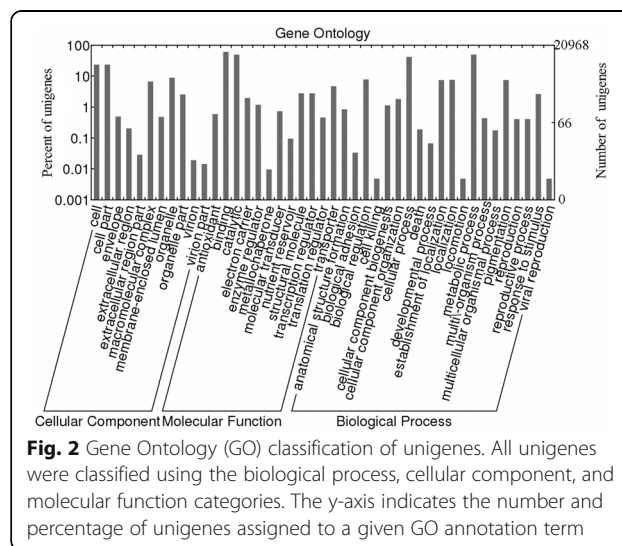 Gene Ontology
100
10
1
0.1
0.01
0.001
Percent of unigenes
20968
66
0
Number of unigenes
cell
cell part
envelope
extracellular region
extracellular region part
macromolecular complex
membrane-enclosed lumen
organelle
organelle part
virion
virion part
antioxidant
binding
catalytic
electron carrier
enzyme regulator
metallochaperone
molecular transducer
nutrient reservoir
structural molecule
transcription regulator
translation regulator
transporter
anatomical structure formation
biological adhesion
biological regulation
cell killing
cellular component biogenesis
cellular component organization
cellular process
death
developmental process
establishment of localization
localization
locomotion
metabolic process
multi-organism process
multicellular organismal process
pigmentation
reproduction
reproductive process
response to stimulus
viral reproduction
Cellular Component
Molecular Function
Biological Process
Fig. 2 Gene Ontology (GO) classification of unigenes. All unigenes
were classified using the biological process, cellular component, and
molecular function categories. The y-axis indicates the number and
percentage of unigenes assigned to a given GO annotation term